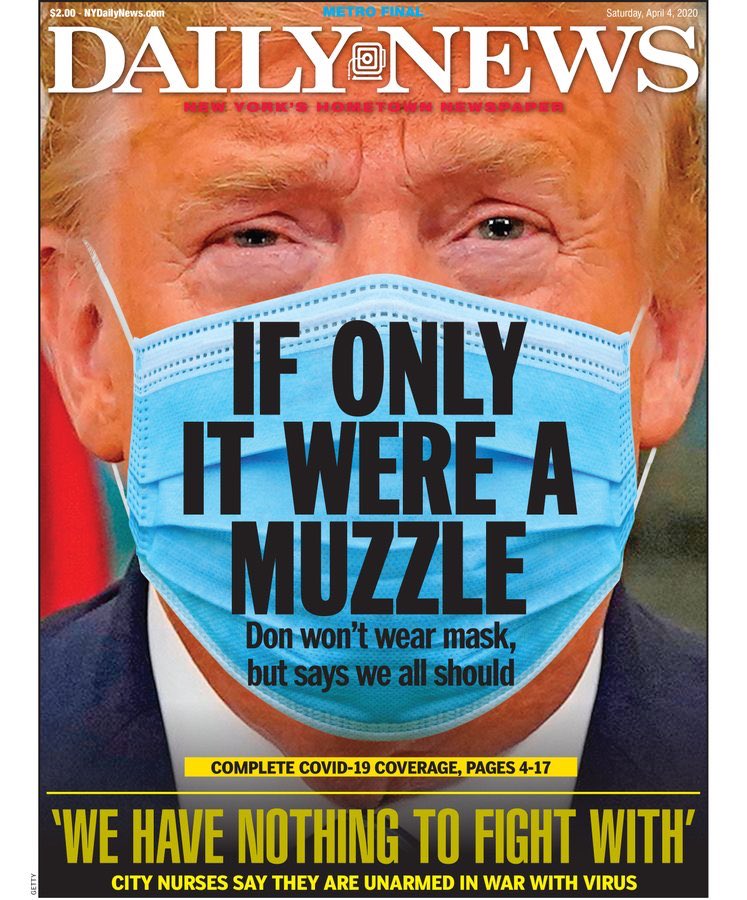 $2.00 - NYDailyNews.com
METRO FINAL
Saturday, April 4, 2020
DAILY NEWS
NEW YORK'S HOMETOWN NEWSPAPER
IF ONLY
IT WERE A
MUZZLE
Don won't wear mask,
but says we all should
COMPLETE COVID-19 COVERAGE, PAGES 4-17
'WE HAVE NOTHING TO FIGHT WITH'
CITY NURSES SAY THEY ARE UNARMED IN WAR WITH VIRUS
GETTY